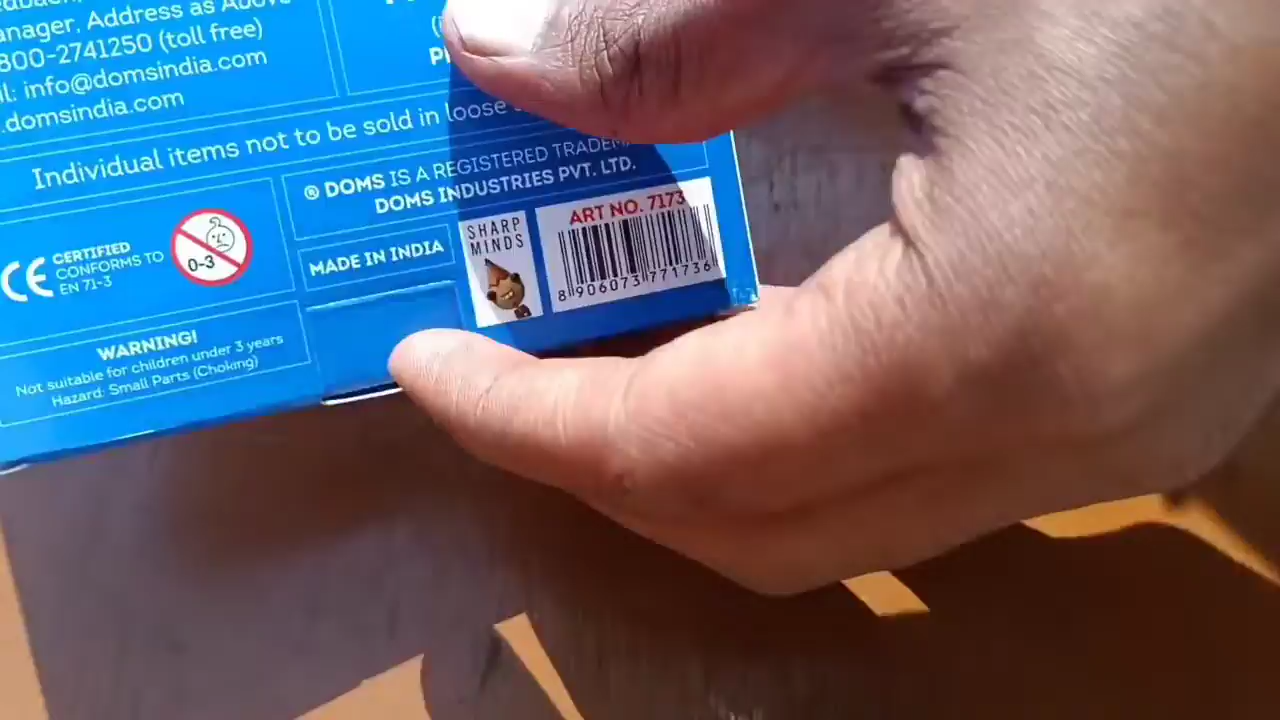 anager, Address as Above
800-2741250 (toll free)
l: info@domsindia.com
.domsindia.com
Individual items not to be sold in loose
® DOMS IS A REGISTERED TRADEM
DOMS INDUSTRIES PVT. LTD.
CE CERTIFIED
CONFORMS TO
EN 71-3
0-3
MADE IN INDIA
SHARP
MINDS
ART NO. 7173
8 906073 771736
WARNING!
Not suitable for children under 3 years
Hazard: Small Parts (Choking)